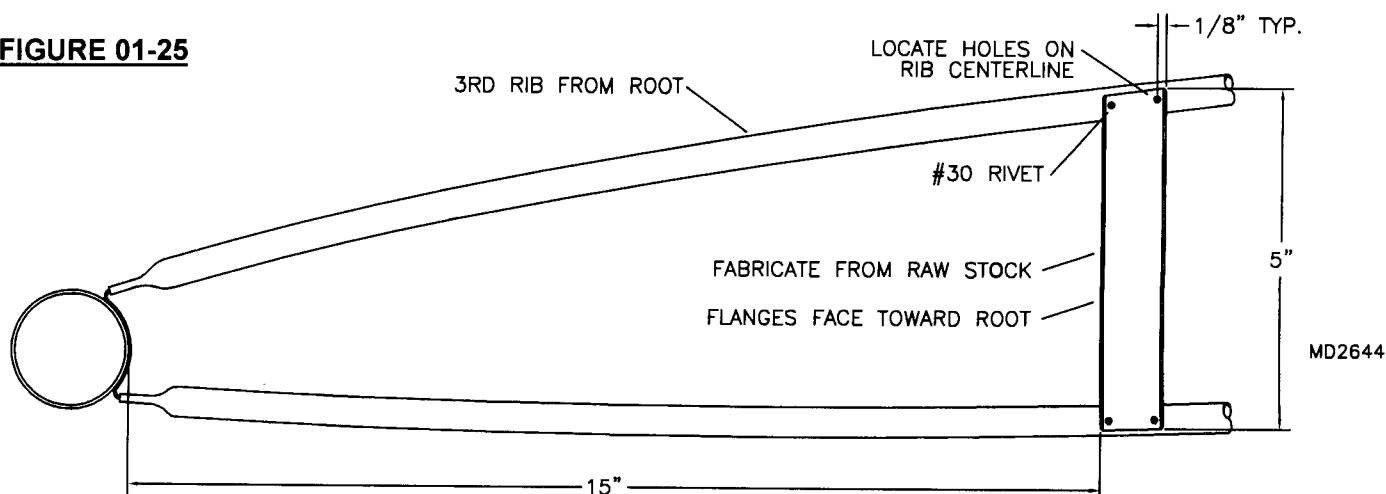 FIGURE 01-25
1/8" TYP.
LOCATE HOLES ON
RIB CENTERLINE
3RD RIB FROM ROOT
#30 RIVET
FABRICATE FROM RAW STOCK
5"
FLANGES FACE TOWARD ROOT
MD2644
15"